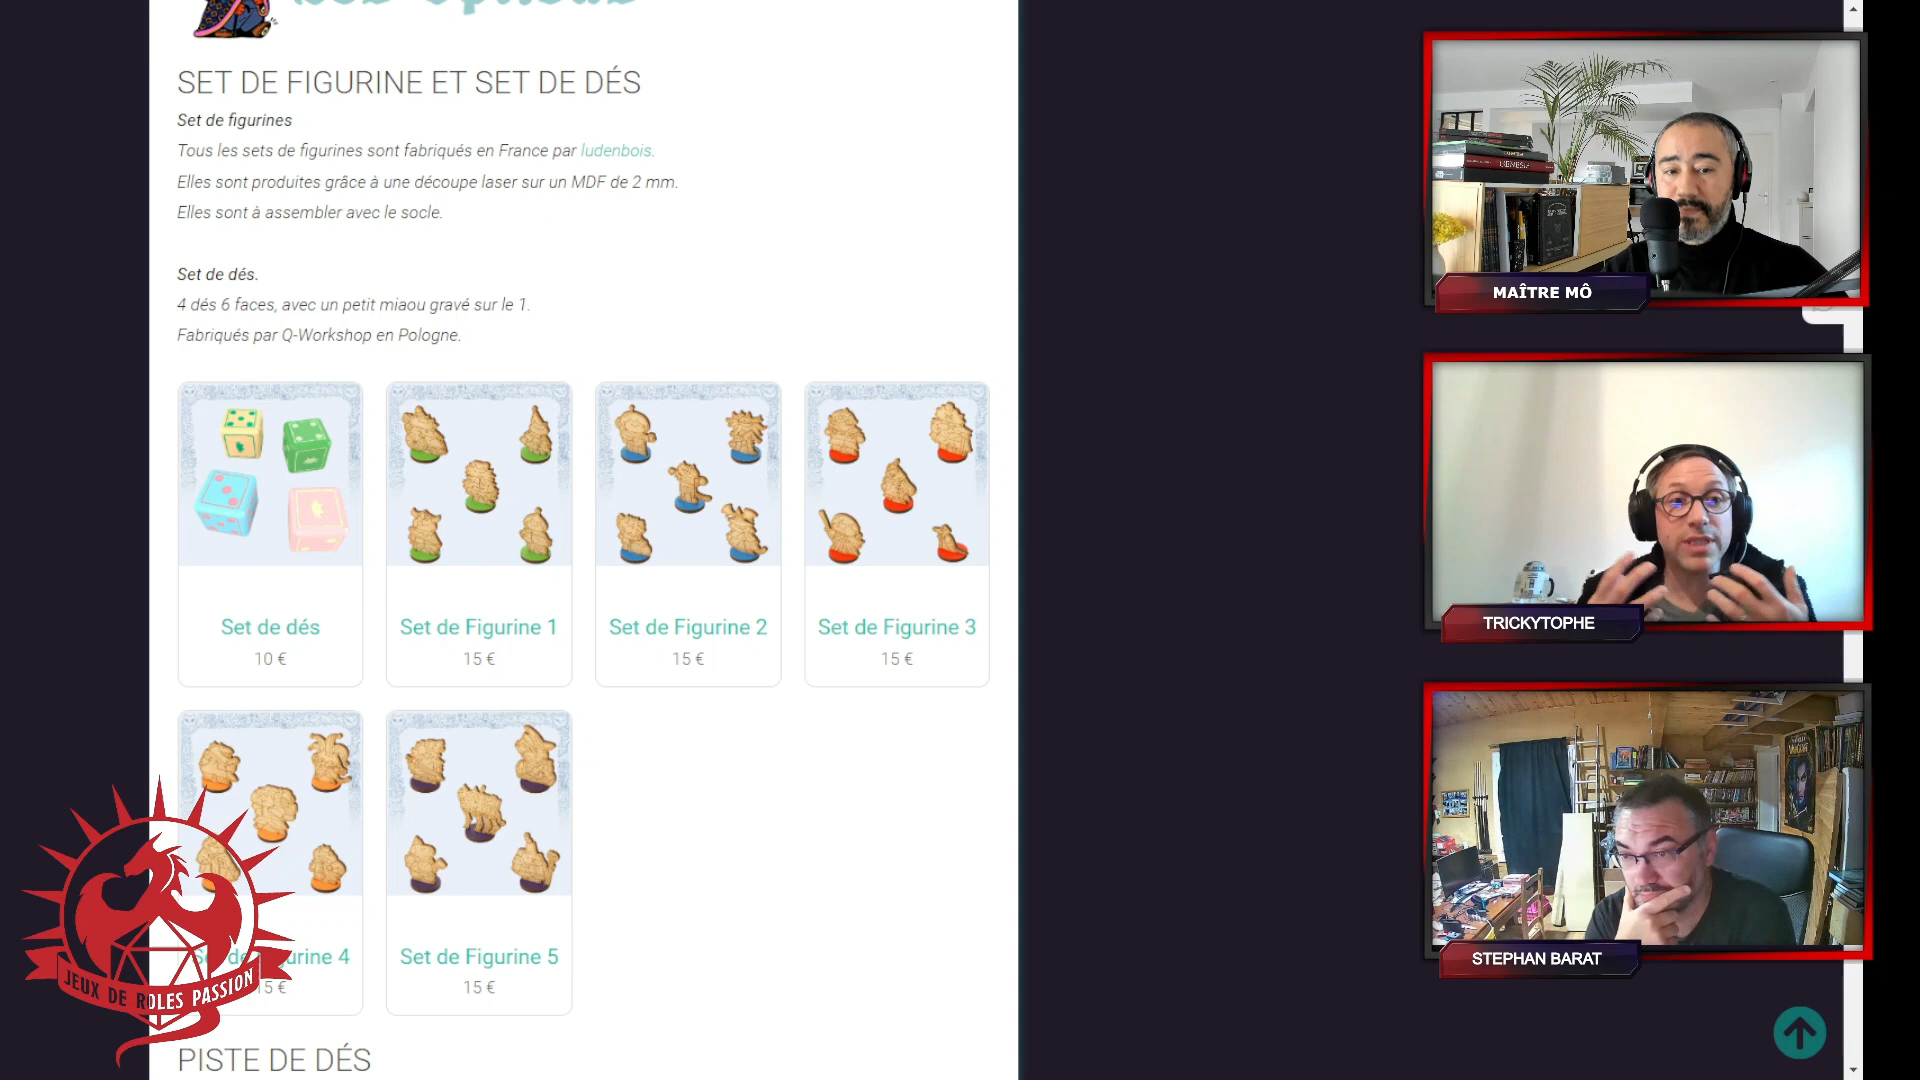 SET DE FIGURINE ET SET DE DÉS
Set de figurines
Tous les sets de figurines sont fabriqués en France par ludenbois.
Elles sont produites grâce à une découpe laser sur un MDF de 2 mm.
Elles sont à assembler avec le socle.
Set de dés.
4 dés 6 faces, avec un petit miaou gravé sur le 1.
Fabriqués par Q-Workshop en Pologne.
Set de dés
10 €
Set de Figurine 1
15 €
Set de Figurine 2
15 €
Set de Figurine 3
15 €
Set de Figurine 4
15 €
Set de Figurine 5
15 €
PISTE DE DÉS
JEUX DE ROLES PASSION
MAÎTRE MÔ
TRICKYTOPHE
STEPHAN BARAT